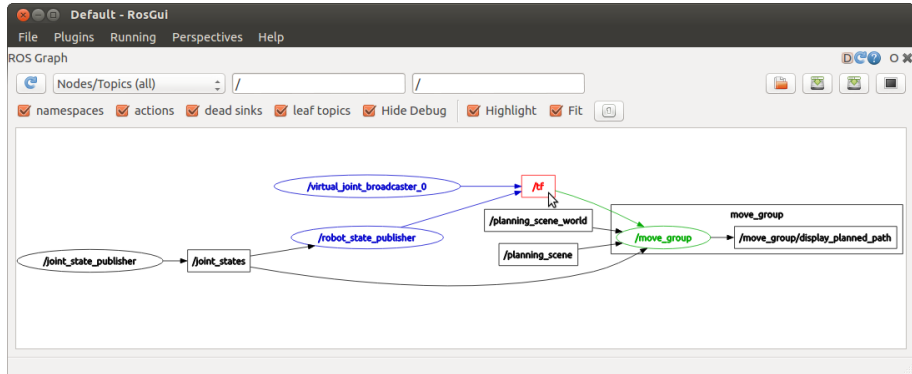 Default - RosGui
File Plugins Running Perspectives Help
ROS Graph
D C ? O ✖
Nodes/Topics (all) / /
namespaces actions dead sinks leaf topics Hide Debug Highlight Fit
/virtual_joint_broadcaster_0 /tf
/planning_scene_world move_group
/robot_state_publisher /move_group /move_group/display_planned_path
/planning_scene
/joint_state_publisher /joint_states